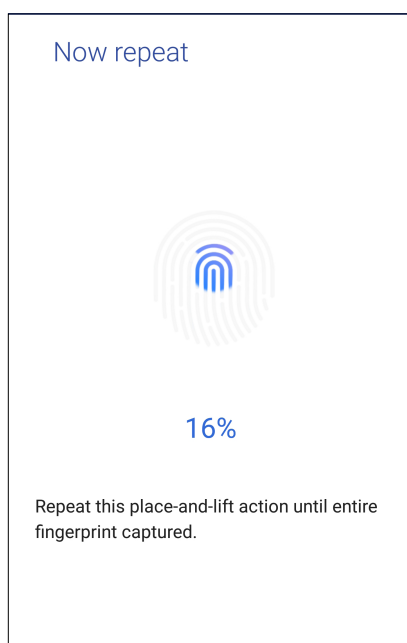 Now repeat
16%
Repeat this place-and-lift action until entire
fingerprint captured.